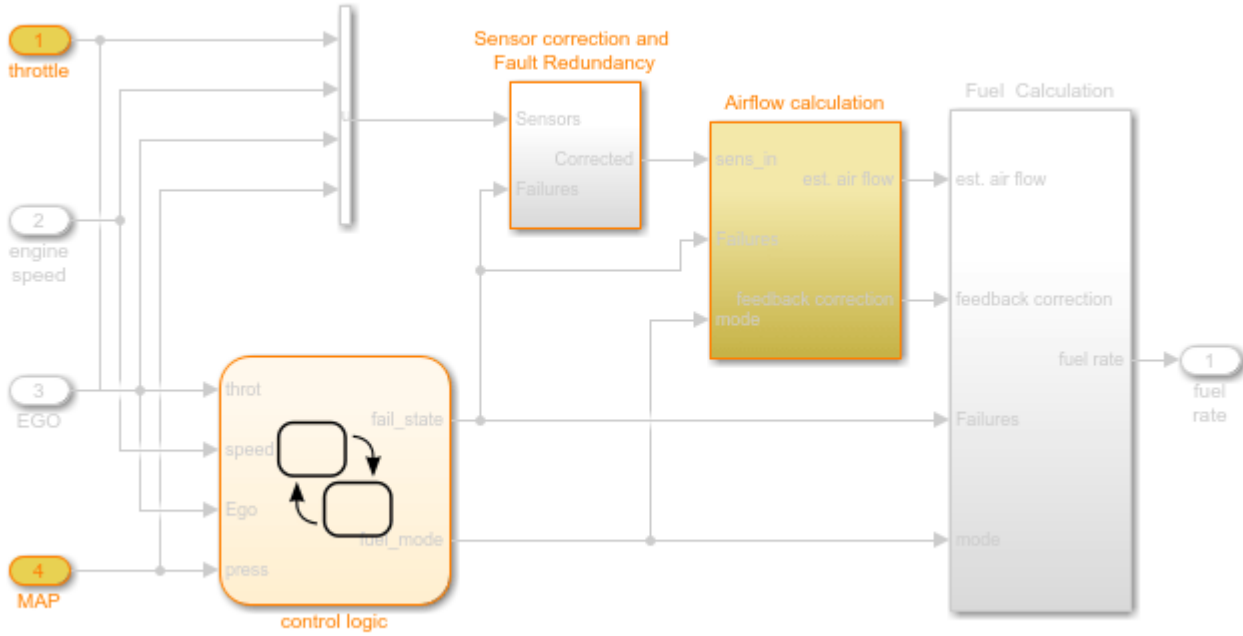 1
throttle
2
engine
speed
3
EGO
4
MAP
u
Sensor correction and
Fault Redundancy
Sensors
Corrected
Failures
Airflow calculation
sens_in
est. air flow
Failures
feedback correction
mode
Fuel Calculation
est. air flow
feedback correction
fuel rate
Failures
mode
1
fuel
rate
throt
fail_state
speed
Ego
fuel_mode
press
control logic